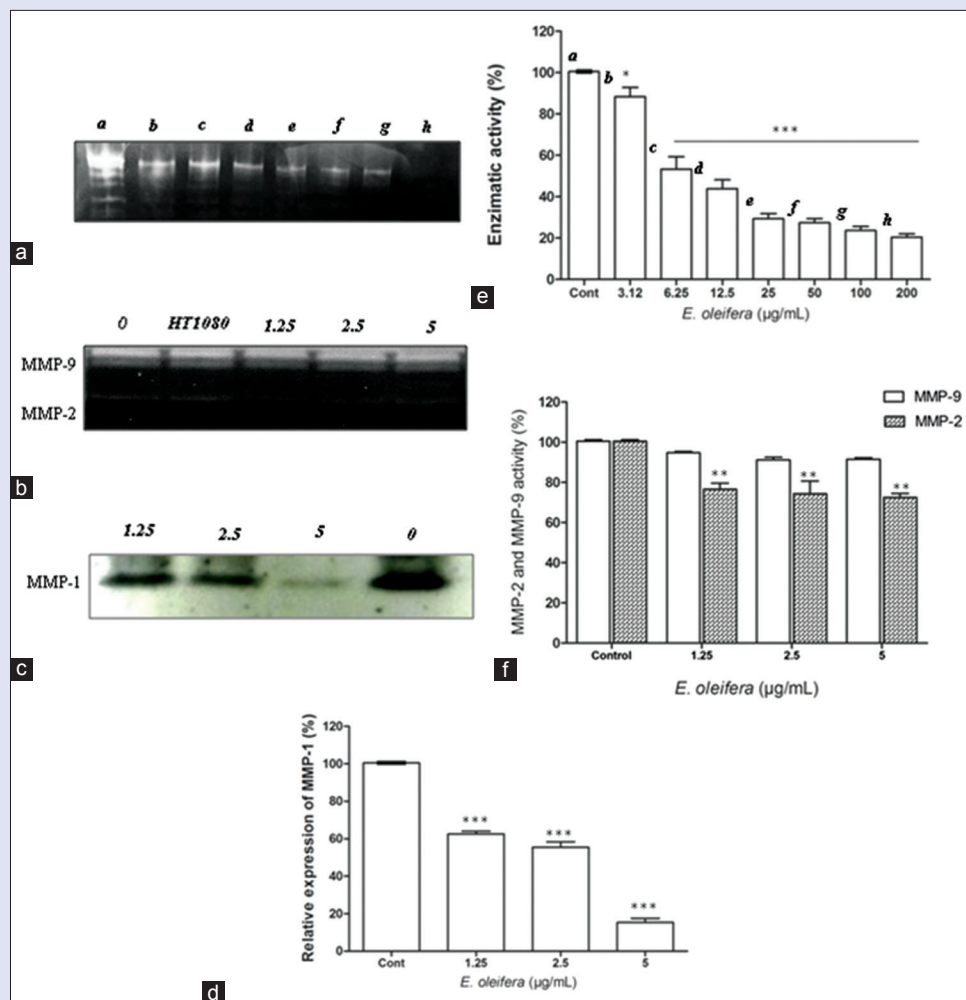 a b c d e f g h
a
0 HT1080 1.25 2.5 5
MMP-9
MMP-2
b
1.25 2.5 5 0
MMP-1
c
Enzimatic activity (%)
120
100
80
60
40
20
0
a
b
*
c
d
e
f
g
h
***
Cont 3.12 6.25 12.5 25 50 100 200
E. oleifera (µg/mL)
e
MMP-2 and MMP-9 activity (%)
120
100
80
60
40
20
0
MMP-9
MMP-2
** ** **
Control 1.25 2.5 5
E. oleifera (µg/mL)
f
Relative expression of MMP-1 (%)
120
100
80
60
40
20
0
*** *** ***
Cont 1.25 2.5 5
E. oleifera (µg/mL)
d